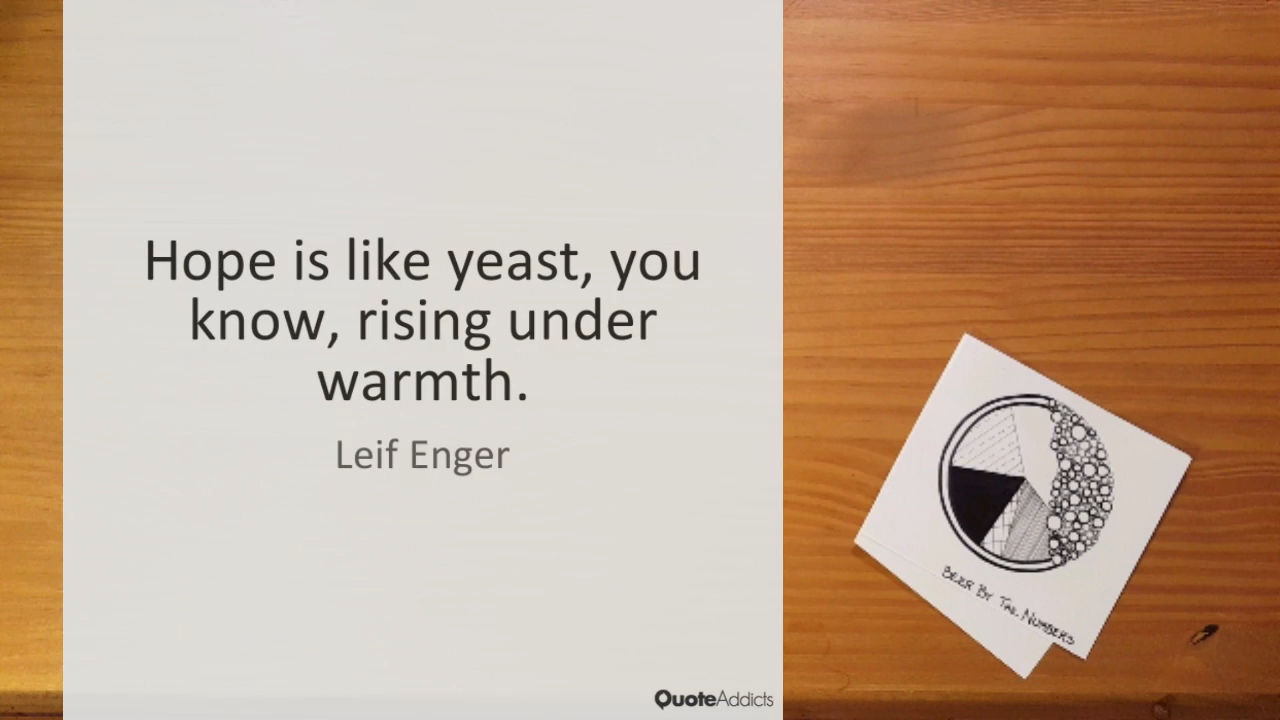 Hope is like yeast, you
know, rising under
warmth.
Leif Enger
QuoteAddicts
BEER BY THE NUMBERS